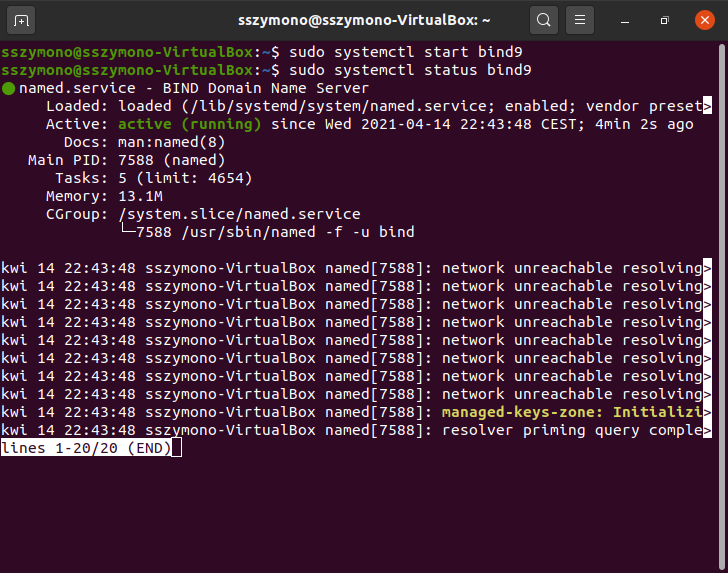 sszymono@sszymono-VirtualBox: ~
sszymono@sszymono-VirtualBox:~$ sudo systemctl start bind9
sszymono@sszymono-VirtualBox:~$ sudo systemctl status bind9
● named.service - BIND Domain Name Server
     Loaded: loaded (/lib/systemd/system/named.service; enabled; vendor preset>
     Active: active (running) since Wed 2021-04-14 22:43:48 CEST; 4min 2s ago
       Docs: man:named(8)
   Main PID: 7588 (named)
      Tasks: 5 (limit: 4654)
     Memory: 13.1M
     CGroup: /system.slice/named.service
             └─7588 /usr/sbin/named -f -u bind
kwi 14 22:43:48 sszymono-VirtualBox named[7588]: network unreachable resolving>
kwi 14 22:43:48 sszymono-VirtualBox named[7588]: network unreachable resolving>
kwi 14 22:43:48 sszymono-VirtualBox named[7588]: network unreachable resolving>
kwi 14 22:43:48 sszymono-VirtualBox named[7588]: network unreachable resolving>
kwi 14 22:43:48 sszymono-VirtualBox named[7588]: network unreachable resolving>
kwi 14 22:43:48 sszymono-VirtualBox named[7588]: network unreachable resolving>
kwi 14 22:43:48 sszymono-VirtualBox named[7588]: network unreachable resolving>
kwi 14 22:43:48 sszymono-VirtualBox named[7588]: network unreachable resolving>
kwi 14 22:43:48 sszymono-VirtualBox named[7588]: managed-keys-zone: Initializi>
kwi 14 22:43:48 sszymono-VirtualBox named[7588]: resolver priming query comple>
lines 1-20/20 (END)